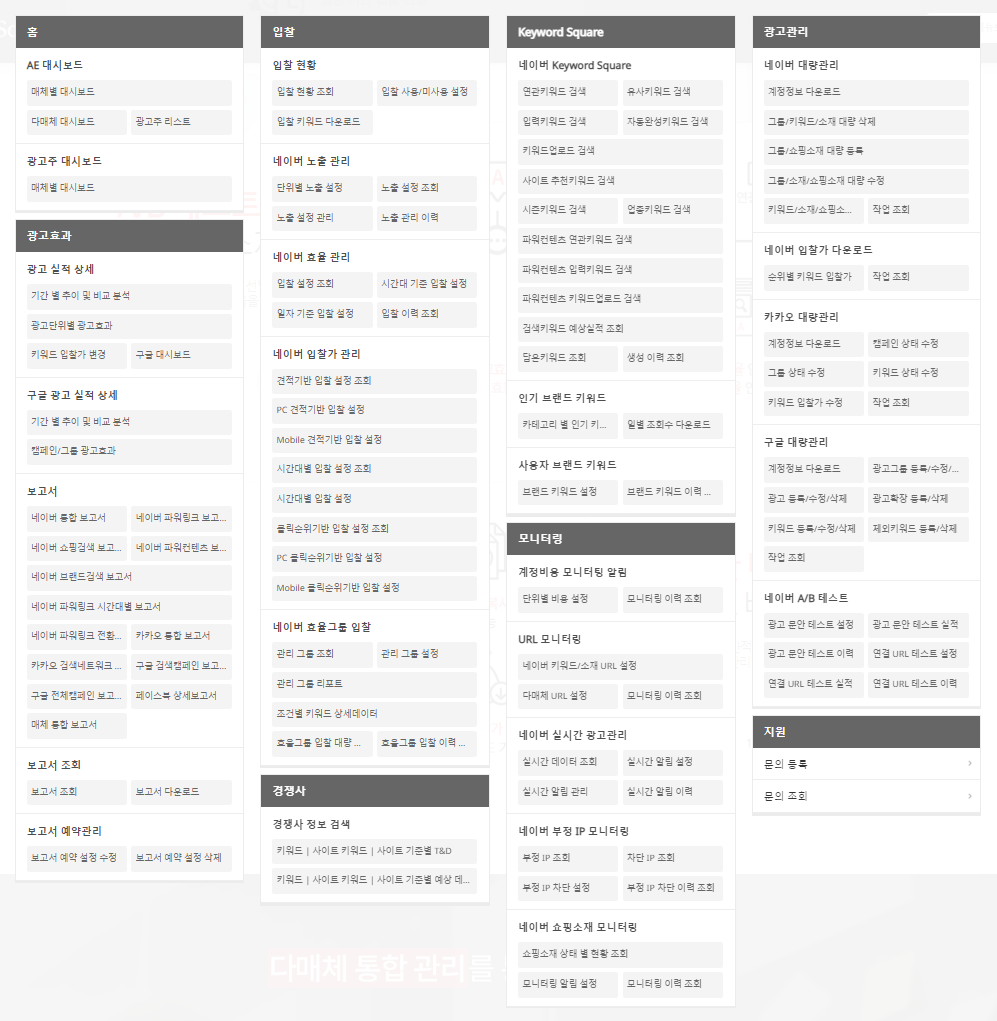 홈
AE 대시보드
매체별 대시보드
다매체 대시보드 광고주 리스트
광고주 대시보드
매체별 대시보드
광고효과
광고 실적 상세
기간 별 추이 및 비교 분석
광고단위별 광고효과
키워드 입찰가 변경 구글 대시보드
구글 광고 실적 상세
기간 별 추이 및 비교 분석
캠페인/그룹 광고효과
보고서
네이버 통합 보고서 네이버 파워링크 보고...
네이버 쇼핑검색 보고... 네이버 파워컨텐츠 보...
네이버 브랜드검색 보고서
네이버 파워링크 시간대별 보고서
네이버 파워링크 전환... 카카오 통합 보고서
카카오 검색네트워크 ... 구글 검색캠페인 보고...
구글 전체캠페인 보고... 페이스북 상세보고서
매체 통합 보고서
보고서 조회
보고서 조회 보고서 다운로드
보고서 예약관리
보고서 예약 설정 수정 보고서 예약 설정 삭제
입찰
입찰 현황
입찰 현황 조회 입찰 사용/미사용 설정
입찰 키워드 다운로드
네이버 노출 관리
단위별 노출 설정 노출 설정 조회
노출 설정 관리 노출 관리 이력
네이버 효율 관리
입찰 설정 조회 시간대 기준 입찰 설정
일자 기준 입찰 설정 입찰 이력 조회
네이버 입찰가 관리
견적기반 입찰 설정 조회
PC 견적기반 입찰 설정
Mobile 견적기반 입찰 설정
시간대별 입찰 설정 조회
시간대별 입찰 설정
클릭순위기반 입찰 설정 조회
PC 클릭순위기반 입찰 설정
Mobile 클릭순위기반 입찰 설정
네이버 효율그룹 입찰
관리 그룹 조회 관리 그룹 설정
관리 그룹 리포트
조건별 키워드 상세데이터
효율그룹 입찰 대량 ... 효율그룹 입찰 이력 ...
경쟁사
경쟁사 정보 검색
키워드 | 사이트 키워드 | 사이트 기준별 T&D
키워드 | 사이트 키워드 | 사이트 기준별 예상 데...
Keyword Square
네이버 Keyword Square
연관키워드 검색 유사키워드 검색
입력키워드 검색 자동완성키워드 검색
키워드업로드 검색
사이트 추천키워드 검색
시즌키워드 검색 업종키워드 검색
파워컨텐츠 연관키워드 검색
파워컨텐츠 입력키워드 검색
파워컨텐츠 키워드업로드 검색
검색키워드 예상실적 조회
담은키워드 조회 생성 이력 조회
인기 브랜드 키워드
카테고리 별 인기 키... 일별 조회수 다운로드
사용자 브랜드 키워드
브랜드 키워드 설정 브랜드 키워드 이력 ...
모니터링
계정비용 모니터링 알림
단위별 비용 설정 모니터링 이력 조회
URL 모니터링
네이버 키워드/소재 URL 설정
다매체 URL 설정 모니터링 이력 조회
네이버 실시간 광고관리
실시간 데이터 조회 실시간 알림 설정
실시간 알림 관리 실시간 알림 이력
네이버 부정 IP 모니터링
부정 IP 조회 차단 IP 조회
부정 IP 차단 설정 부정 IP 차단 이력 조회
네이버 쇼핑소재 모니터링
쇼핑소재 상태 별 현황 조회
모니터링 알림 설정 모니터링 이력 조회
광고관리
네이버 대량관리
계정정보 다운로드
그룹/키워드/소재 대량 삭제
그룹/쇼핑소재 대량 등록
그룹/소재/쇼핑소재 대량 수정
키워드/소재/쇼핑소... 작업 조회
네이버 입찰가 다운로드
순위별 키워드 입찰가 작업 조회
카카오 대량관리
계정정보 다운로드 캠페인 상태 수정
그룹 상태 수정 키워드 상태 수정
키워드 입찰가 수정 작업 조회
구글 대량관리
계정정보 다운로드 광고그룹 등록/수정/...
광고 등록/수정/삭제 광고확장 등록/삭제
키워드 등록/수정/삭제 제외키워드 등록/삭제
작업 조회
네이버 A/B 테스트
광고 문안 테스트 설정 광고 문안 테스트 실적
광고 문안 테스트 이력 연결 URL 테스트 설정
연결 URL 테스트 실적 연결 URL 테스트 이력
지원
문의 등록 ›
문의 조회 ›
다매체 통합 관리를